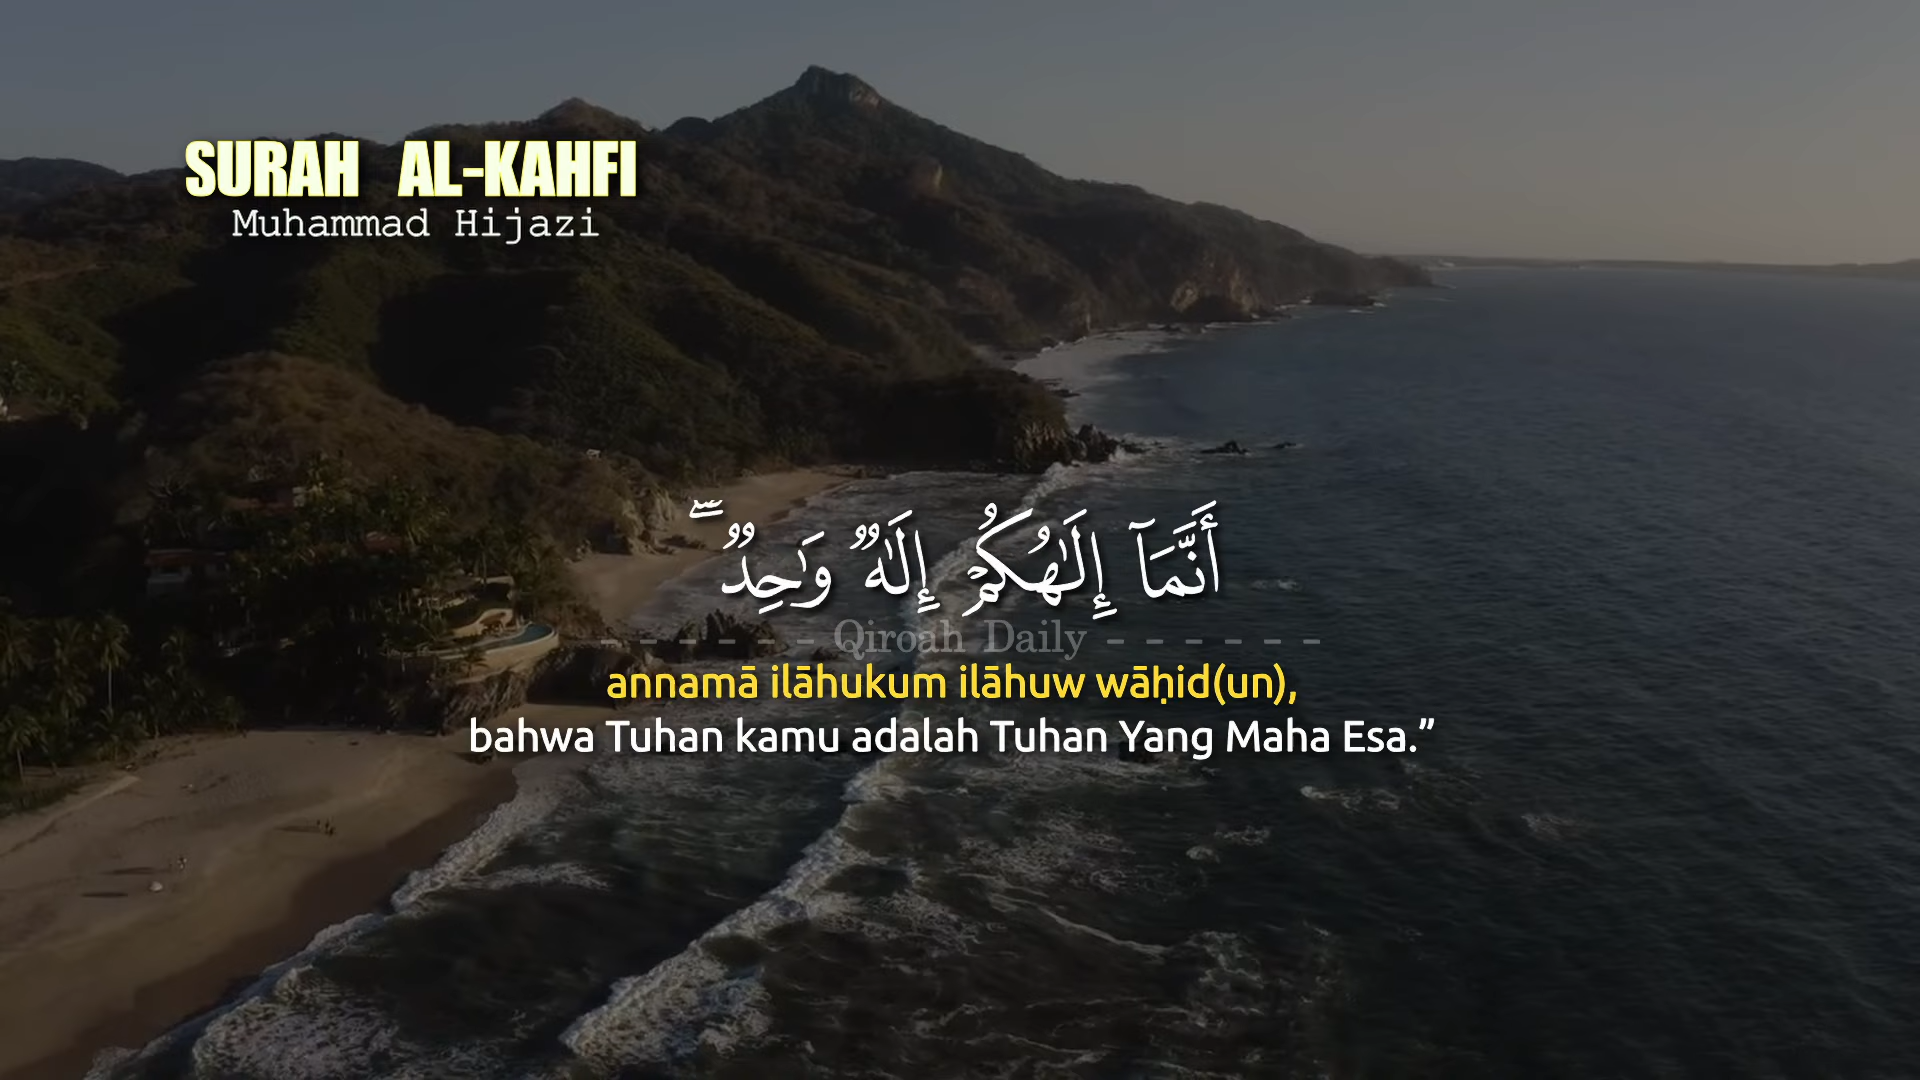 SURAH AL-KAHFI
Muhammad Hijazi
أَنَّمَآ إِلَـٰهُكُمْ إِلَـٰهٌ وَٰحِدٌ ۖ
- - - - - - Qiroah Daily - - - - - -
annamā ilāhukum ilāhuw wāḥid(un),
bahwa Tuhan kamu adalah Tuhan Yang Maha Esa.”